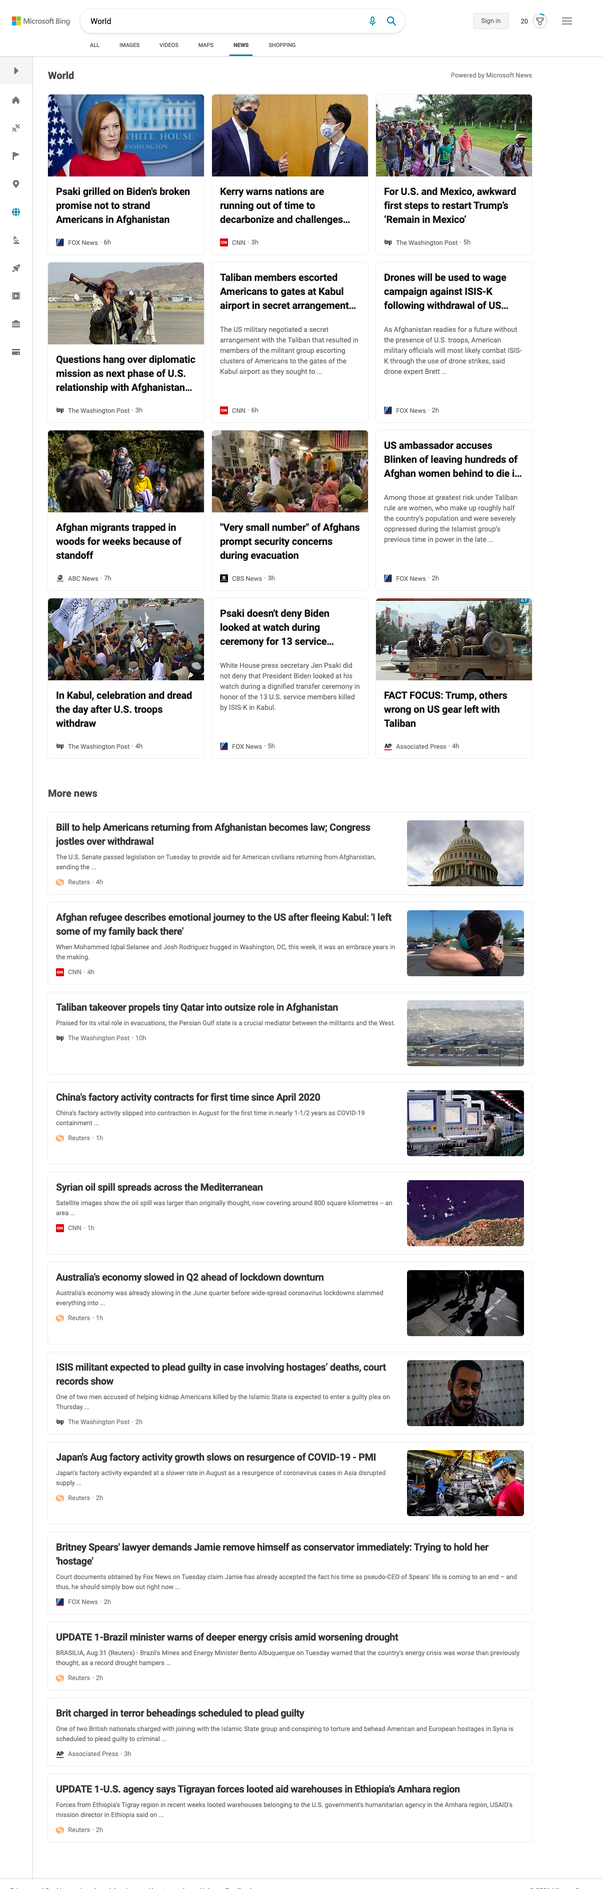 Microsoft Bing
World
Sign in
20
ALL
IMAGES
VIDEOS
MAPS
NEWS
SHOPPING
World
Powered by Microsoft News
Psaki grilled on Biden's broken
promise not to strand
Americans in Afghanistan
FOX News · 6h
Kerry warns nations are
running out of time to
decarbonize and challenges...
CNN · 3h
For U.S. and Mexico, awkward
first steps to restart Trump's
'Remain in Mexico'
The Washington Post · 5h
Questions hang over diplomatic
mission as next phase of U.S.
relationship with Afghanistan...
The Washington Post · 3h
Taliban members escorted
Americans to gates at Kabul
airport in secret arrangement...
The US military negotiated a secret
arrangement with the Taliban that resulted in
members of the militant group escorting
clusters of Americans to the gates of the
Kabul airport as they sought to ...
CNN · 6h
Drones will be used to wage
campaign against ISIS-K
following withdrawal of US...
As Afghanistan readies for a future without
the presence of U.S. troops, American
military officials will most likely combat ISIS-
K through the use of drone strikes, said
drone expert Brett ...
FOX News · 2h
Afghan migrants trapped in
woods for weeks because of
standoff
ABC News · 7h
"Very small number" of Afghans
prompt security concerns
during evacuation
CBS News · 3h
US ambassador accuses
Blinken of leaving hundreds of
Afghan women behind to die i...
Among those at greatest risk under Taliban
rule are women, who make up roughly half
the country's population and were severely
oppressed during the Islamist group's
previous time in power in the late ...
FOX News · 2h
In Kabul, celebration and dread
the day after U.S. troops
withdraw
The Washington Post · 4h
Psaki doesn't deny Biden
looked at watch during
ceremony for 13 service...
White House press secretary Jen Psaki did
not deny that President Biden looked at his
watch during a dignified transfer ceremony in
honor of the 13 U.S. service members killed
by ISIS-K in Kabul.
FOX News · 5h
FACT FOCUS: Trump, others
wrong on US gear left with
Taliban
AP Associated Press · 4h
More news
Bill to help Americans returning from Afghanistan becomes law; Congress
jostles over withdrawal
The U.S. Senate passed legislation on Tuesday to provide aid for American civilians returning from Afghanistan,
sending the ...
Reuters · 4h
Afghan refugee describes emotional journey to the US after fleeing Kabul: 'I left
some of my family back there'
When Mohammed Iqbal Selanee and Josh Rodriguez hugged in Washington, DC, this week, it was an embrace years in
the making.
CNN · 4h
Taliban takeover propels tiny Qatar into outsize role in Afghanistan
Praised for its vital role in evacuations, the Persian Gulf state is a crucial mediator between the militants and the West.
The Washington Post · 10h
China's factory activity contracts for first time since April 2020
China's factory activity slipped into contraction in August for the first time in nearly 1-1/2 years as COVID-19
containment ...
Reuters · 1h
Syrian oil spill spreads across the Mediterranean
Satellite images show the oil spill was larger than originally thought, now covering around 800 square kilometres – an
area ...
CNN · 1h
Australia's economy slowed in Q2 ahead of lockdown downturn
Australia's economy was already slowing in the June quarter before wide-spread coronavirus lockdowns slammed
everything into ...
Reuters · 1h
ISIS militant expected to plead guilty in case involving hostages' deaths, court
records show
One of two men accused of helping kidnap Americans killed by the Islamic State is expected to enter a guilty plea on
Thursday ...
The Washington Post · 2h
Japan's Aug factory activity growth slows on resurgence of COVID-19 - PMI
Japan's factory activity expanded at a slower rate in August as a resurgence of coronavirus cases in Asia disrupted
supply ...
Reuters · 2h
Britney Spears' lawyer demands Jamie remove himself as conservator immediately: Trying to hold her
'hostage'
Court documents obtained by Fox News on Tuesday claim Jamie has already accepted the fact his time as pseudo-CEO of Spears' life is coming to an end – and
thus, he should simply bow out right now ...
FOX News · 2h
UPDATE 1-Brazil minister warns of deeper energy crisis amid worsening drought
BRASILIA, Aug 31 (Reuters) - Brazil's Mines and Energy Minister Bento Albuquerque on Tuesday warned that the country's energy crisis was worse than previously
thought, as a record drought hampers ...
Reuters · 2h
Brit charged in terror beheadings scheduled to plead guilty
One of two British nationals charged with joining with the Islamic State group and conspiring to torture and behead American and European hostages in Syria is
scheduled to plead guilty to criminal ...
AP Associated Press · 3h
UPDATE 1-U.S. agency says Tigrayan forces looted aid warehouses in Ethiopia's Amhara region
Forces from Ethiopia's Tigray region in recent weeks looted warehouses belonging to the U.S. government's humanitarian agency in the Amhara region, USAID's
mission director in Ethiopia said on ...
Reuters · 2h